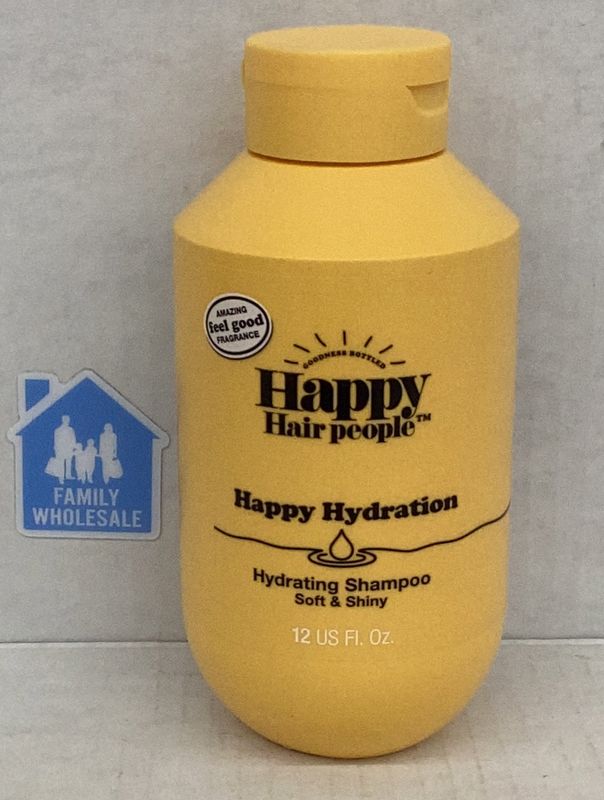 AMAZING
feel good
FRAGRANCE
GOODNESS BOTTLED
Happy
Hair people™
Happy Hydration
Hydrating Shampoo
Soft & Shiny
12 US Fl. Oz.
FAMILY
WHOLESALE